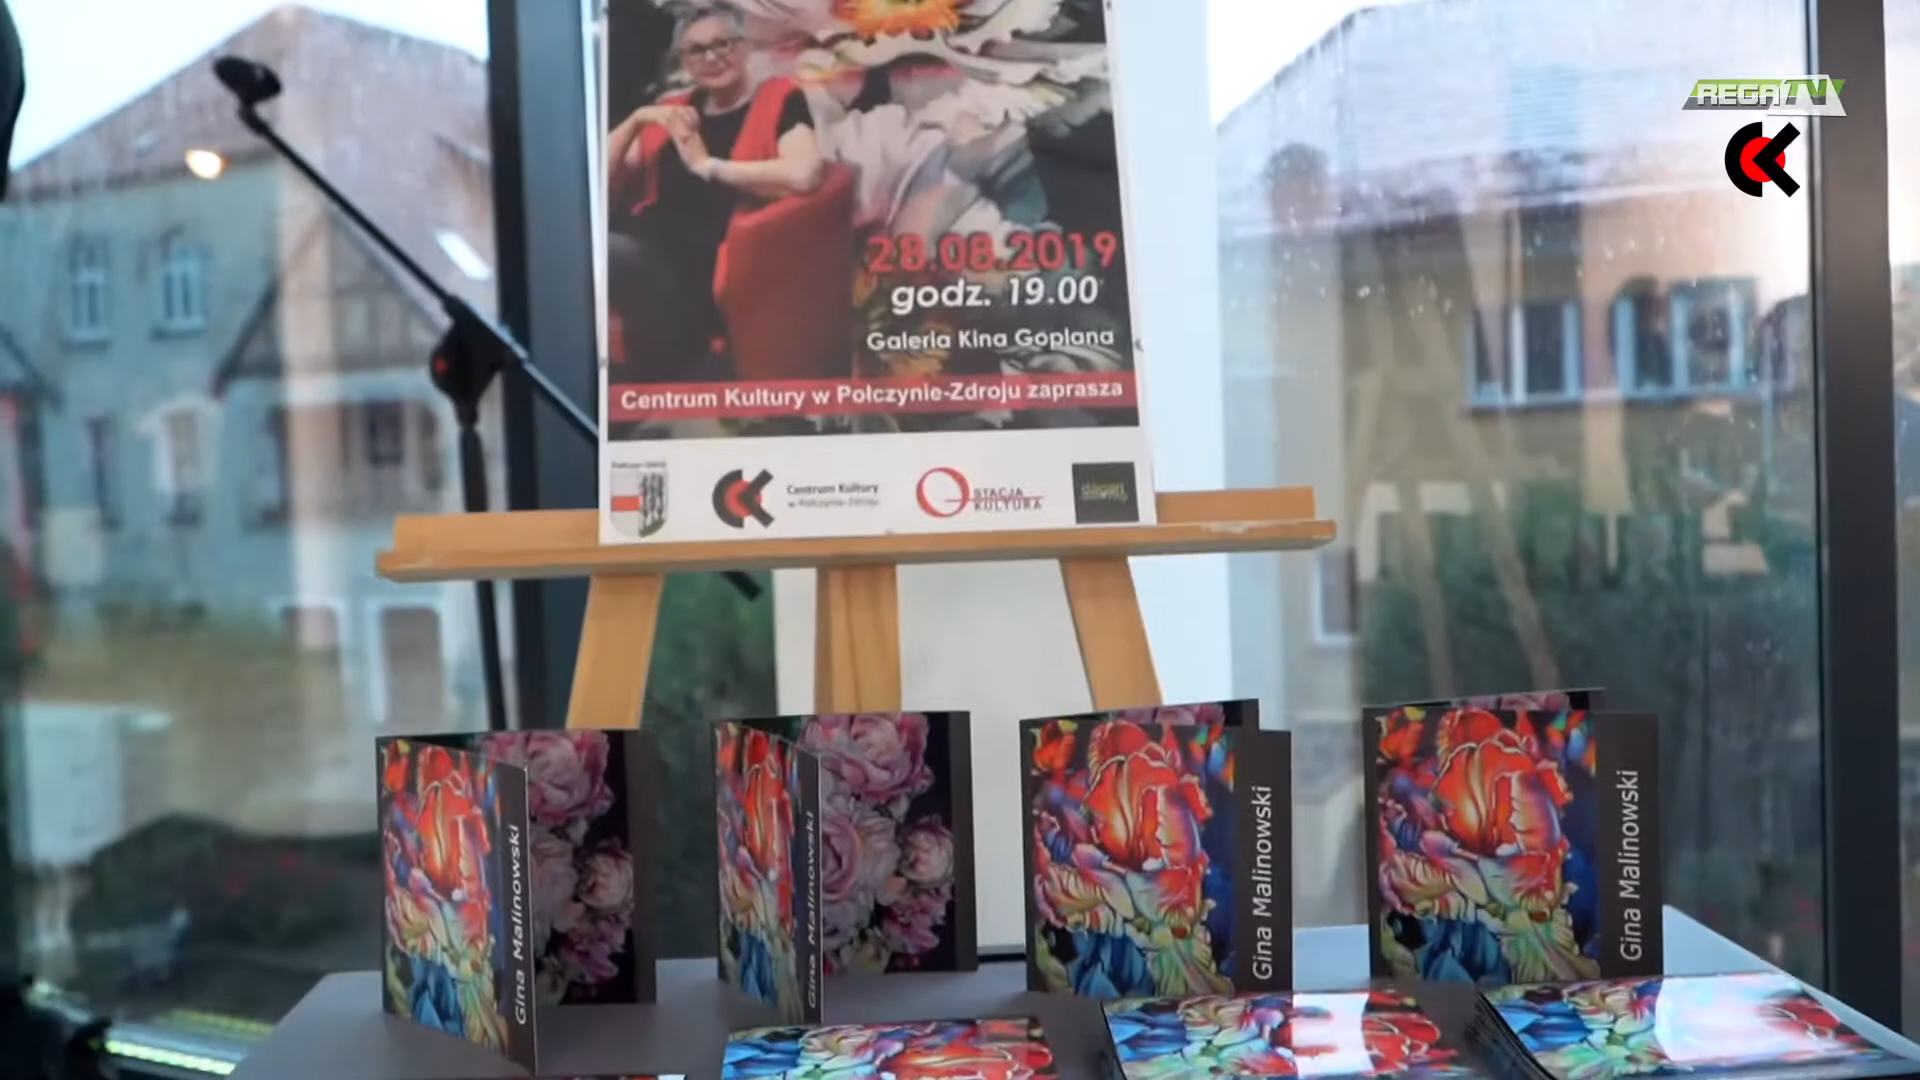 REGA TV
28.08.2019
godz. 19.00
Galeria Kina Goplana
Centrum Kultury w Połczynie-Zdroju zaprasza
Centrum Kultury
w Połczynie-Zdroju
STACJA
KULTURA
Gina Malinowski
Gina Malinowski
Gina Malinowski
Gina Malinowski